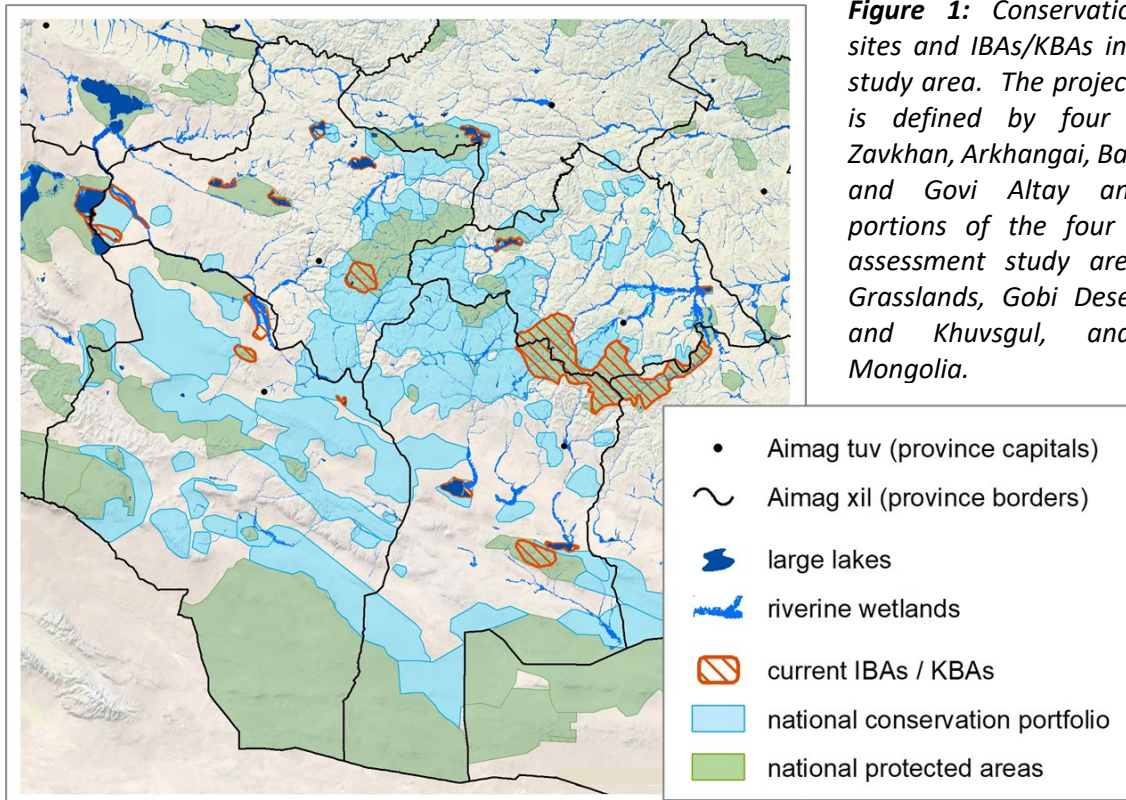 Figure 1: Conservatio
sites and IBAs/KBAs in
study area. The project
is defined by four
Zavkhan, Arkhangai, Ba
and Govi Altay an
portions of the four
assessment study are
Grasslands, Gobi Dese
and Khuvsgul, and
Mongolia.
Aimag tuv (province capitals)
Aimag xil (province borders)
large lakes
riverine wetlands
current IBAs / KBAs
national conservation portfolio
national protected areas